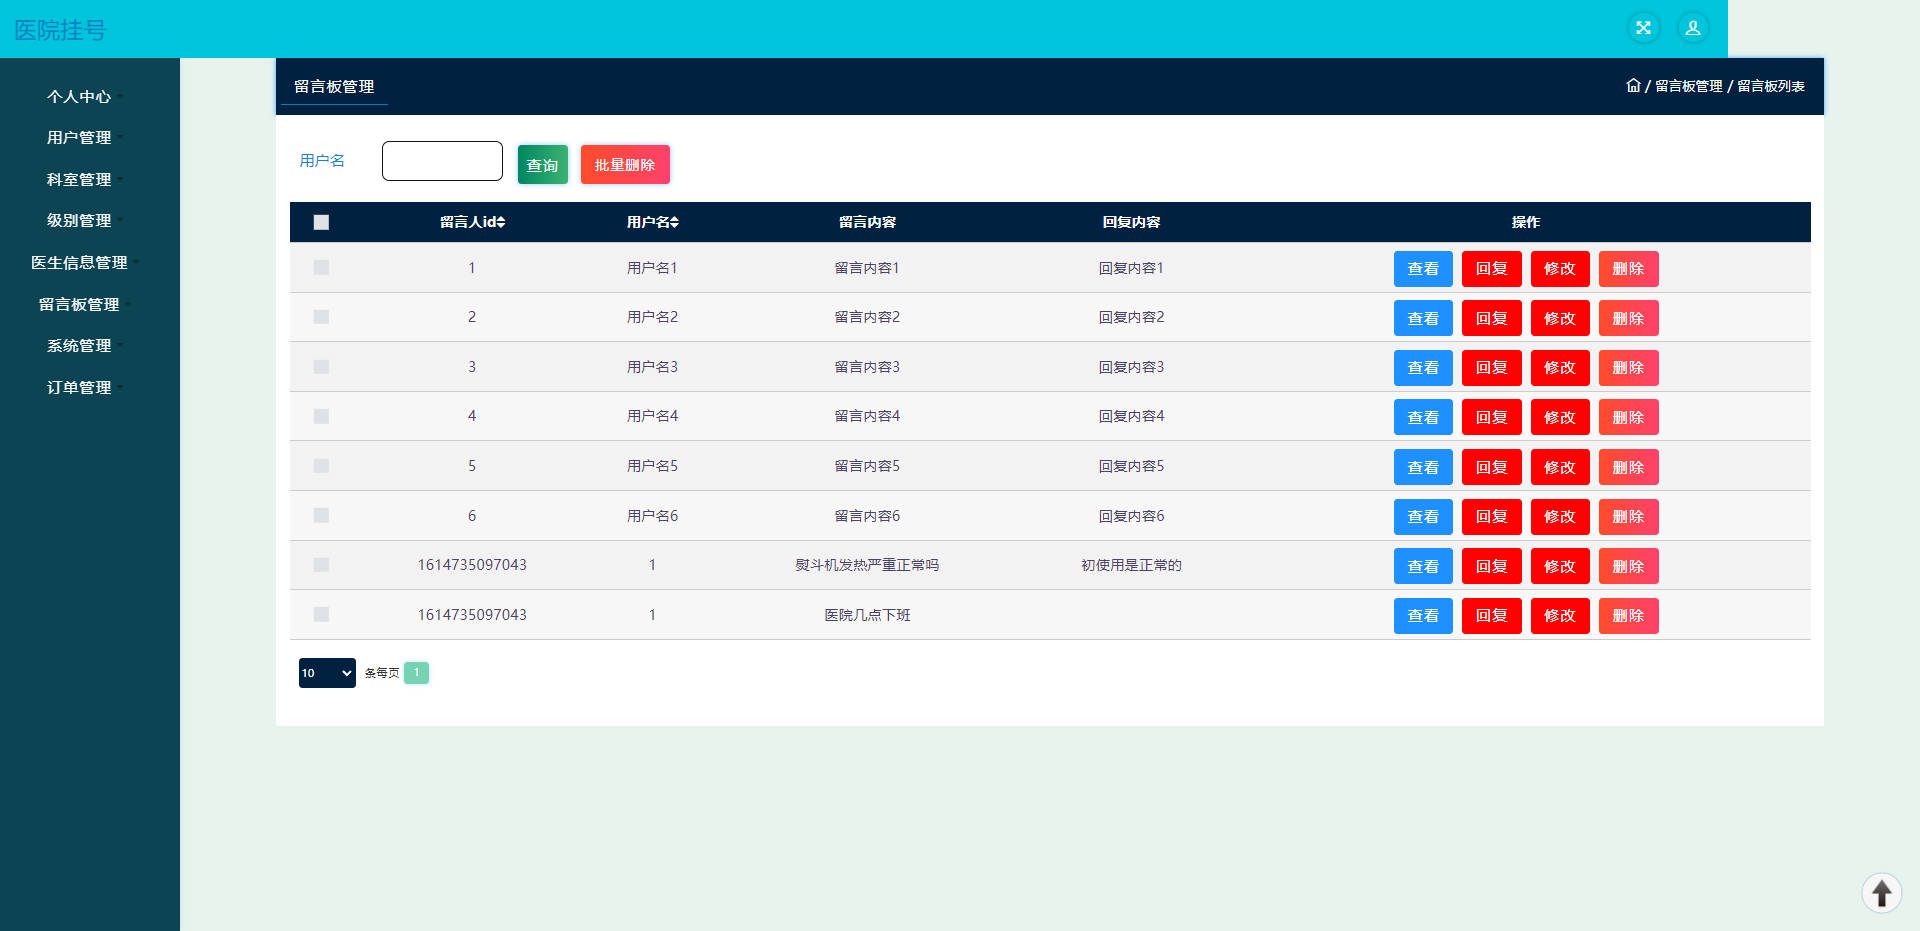 医院挂号
个人中心
用户管理
科室管理
级别管理
医生信息管理
留言板管理
系统管理
订单管理
留言板管理
/ 留言板管理 / 留言板列表
用户名 查询 批量删除
留言人id 用户名 留言内容 回复内容 操作
1 用户名1 留言内容1 回复内容1 查看 回复 修改 删除
2 用户名2 留言内容2 回复内容2 查看 回复 修改 删除
3 用户名3 留言内容3 回复内容3 查看 回复 修改 删除
4 用户名4 留言内容4 回复内容4 查看 回复 修改 删除
5 用户名5 留言内容5 回复内容5 查看 回复 修改 删除
6 用户名6 留言内容6 回复内容6 查看 回复 修改 删除
1614735097043 1 熨斗机发热严重正常吗 初使用是正常的 查看 回复 修改 删除
1614735097043 1 医院几点下班 查看 回复 修改 删除
10 条每页 1